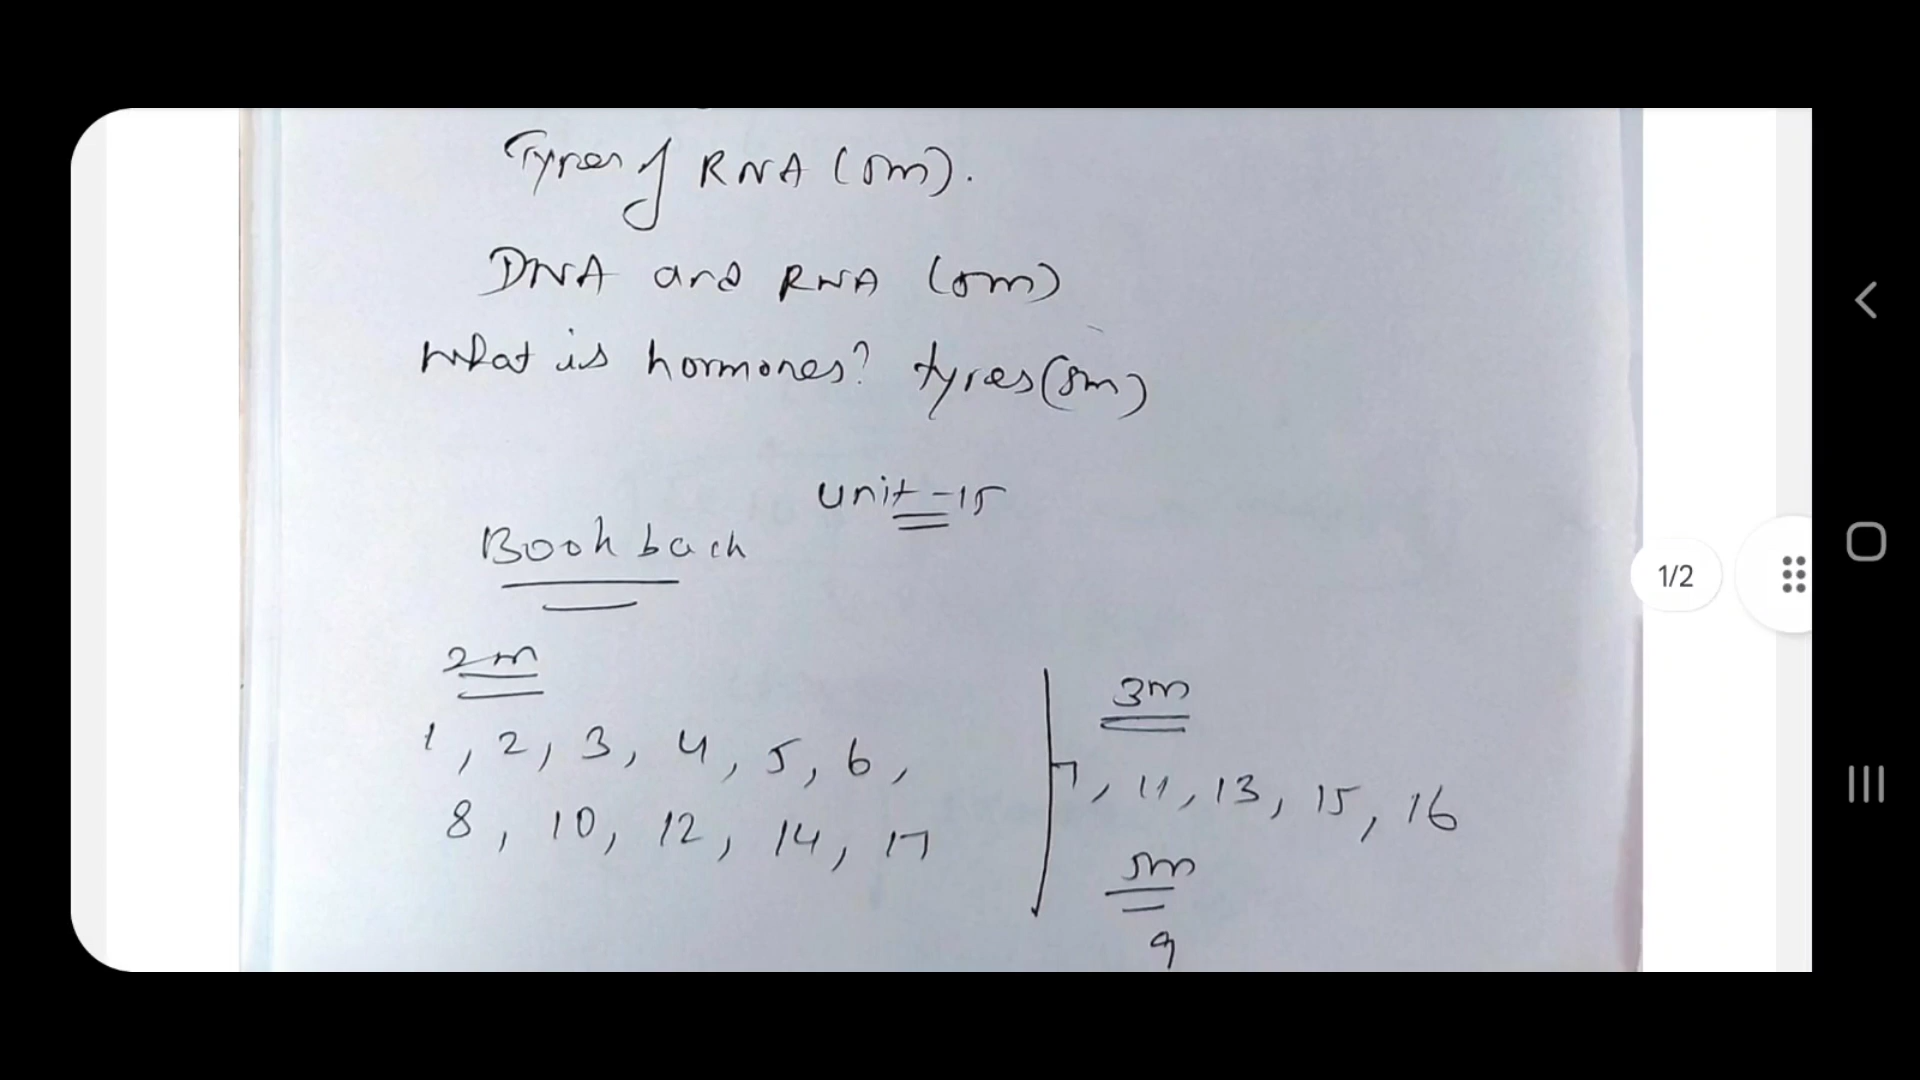 Types of RNA (5m).
DNA and RNA (5m)
What is hormones? types (5m)
Unit-15
Book back
2m
1, 2, 3, 4, 5, 6,
8, 10, 12, 14, 17
3m
7, 11, 13, 15, 16
5m
9
1/2